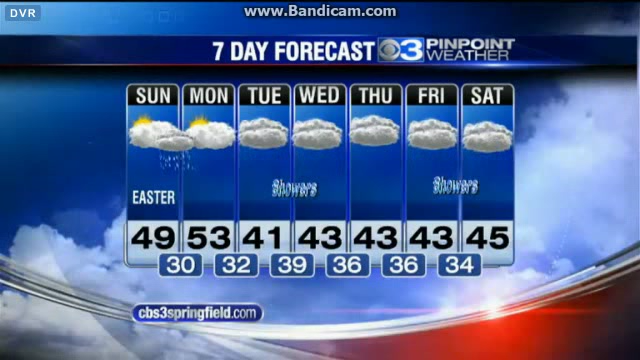 DVR
www.Bandicam.com
7 DAY FORECAST 3 PINPOINT WEATHER
SUN MON TUE WED THU FRI SAT
EASTER Showers Showers
49 53 41 43 43 43 45
30 32 39 36 36 34
cbs3springfield.com